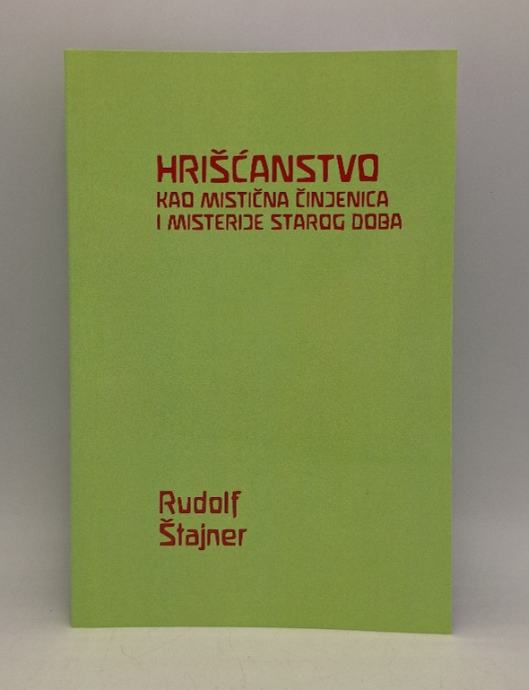 HRIŠĆANSTVO
KAO MISTIČNA ČINJENICA
I MISTERIJE STAROG DOBA
Rudolf
Štajner